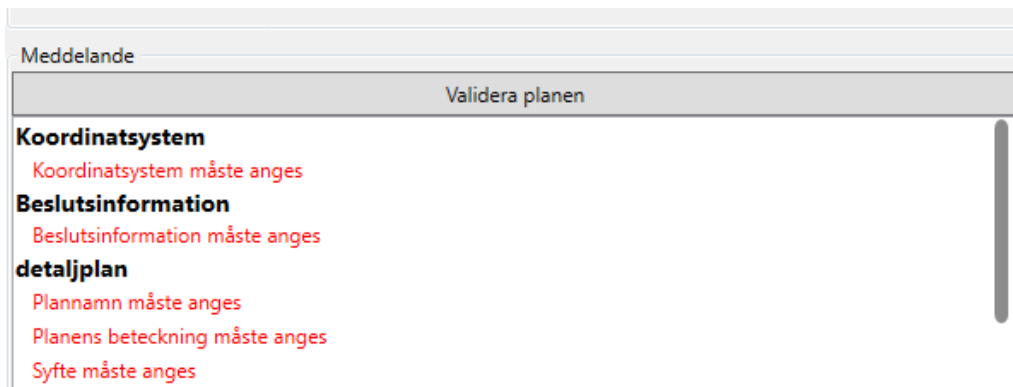 Meddelande
Validera planen
Koordinatsystem
Koordinatsystem måste anges
Beslutsinformation
Beslutsinformation måste anges
detaljplan
Plannamn måste anges
Planens beteckning måste anges
Syfte måste anges